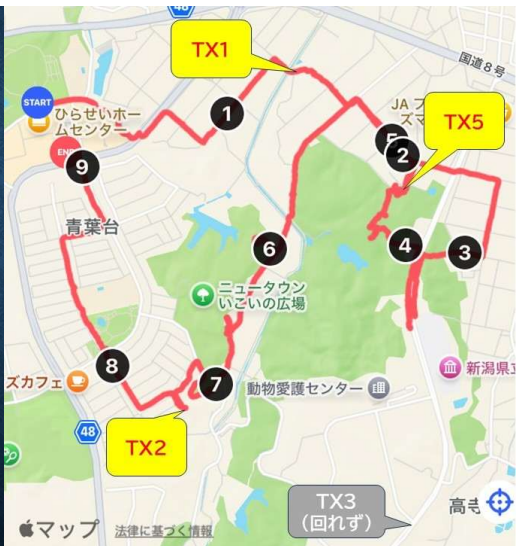 48
TX1
国道8号
START
ひらせいホー
ムセンター
1
JA フ
ズマ
TX5
5
2
END
9
青葉台
6
4
3
ニュータウン
いこいの広場
8
7
ズカフェ
動物愛護センター
新潟県立
48
TX2
TX3
(回れず)
高も
マップ
法律に基づく情報